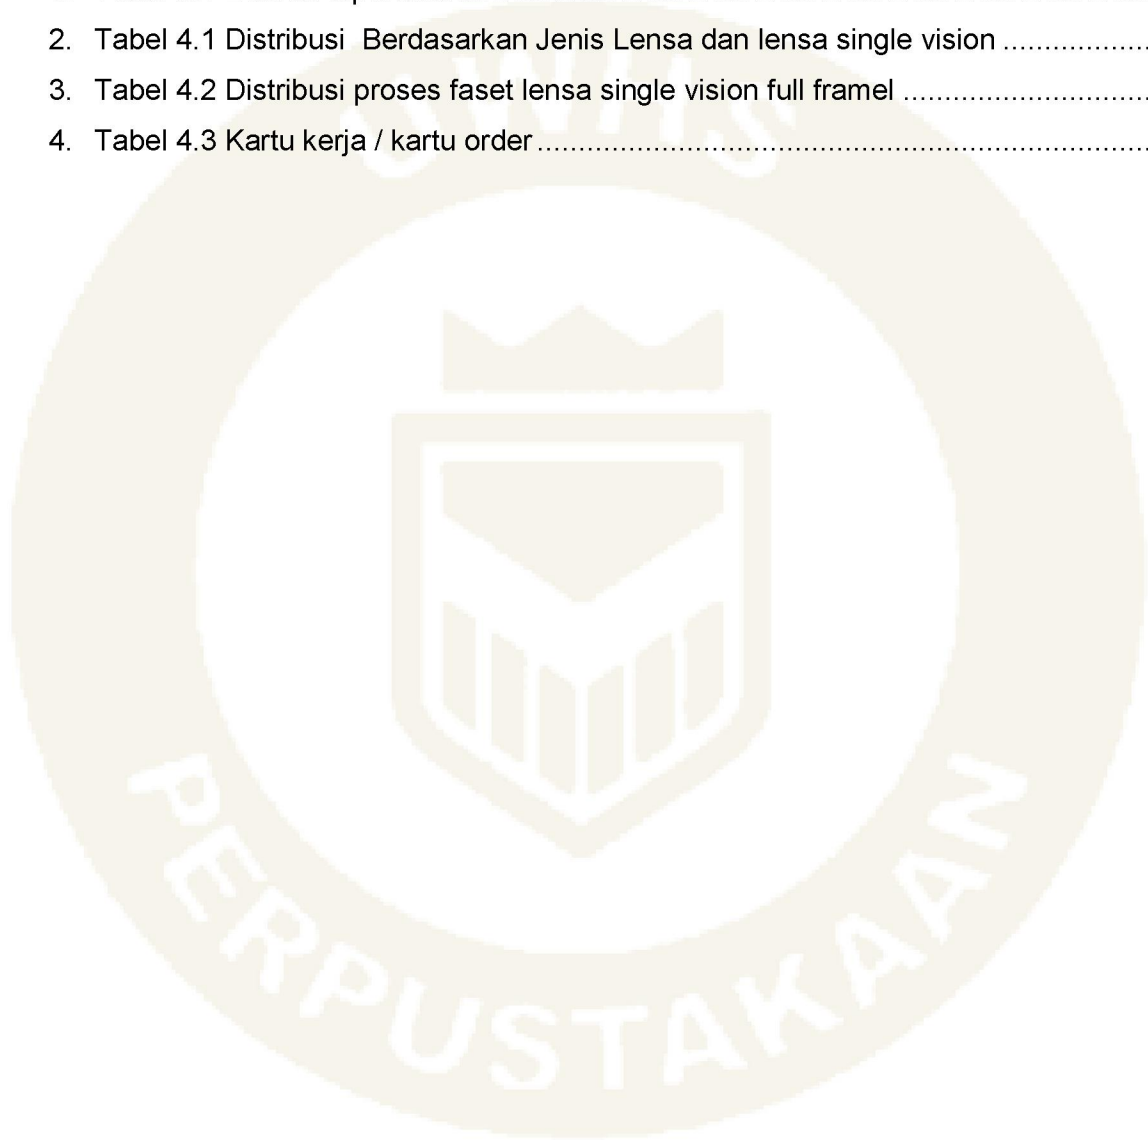 2. Tabel 4.1 Distribusi  Berdasarkan Jenis Lensa dan lensa single vision ..................
3. Tabel 4.2 Distribusi proses faset lensa single vision full framel ..............................
4. Tabel 4.3 Kartu kerja / kartu order..........................................................................
UWHS
PERPUSTAKAAN